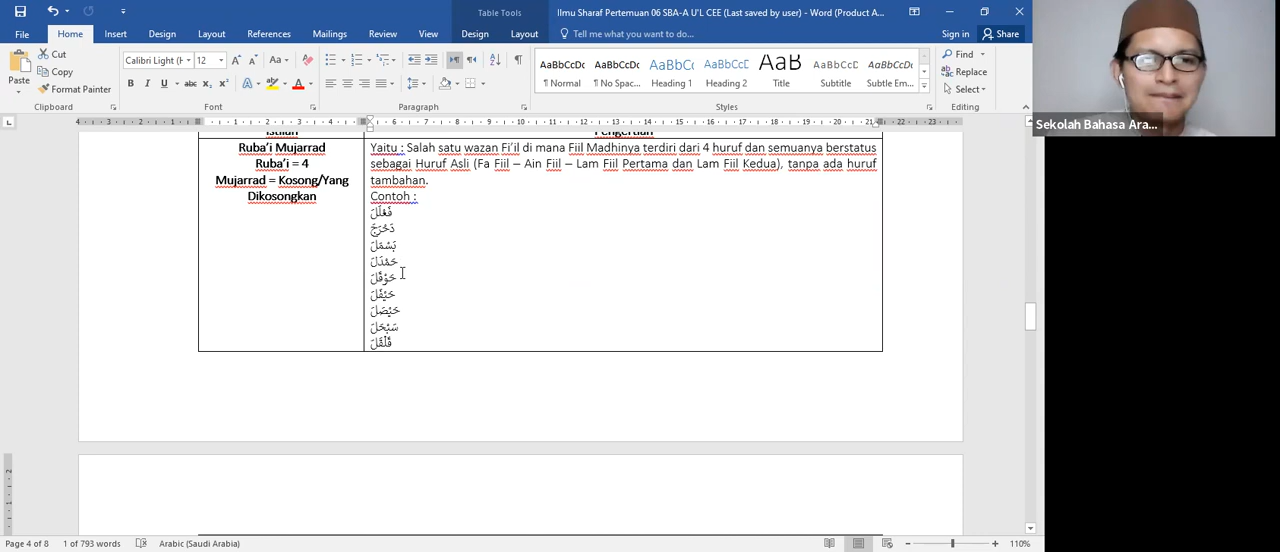 Table Tools
Ilmu Sharaf Pertemuan 06 SBA-A U'L CEE (Last saved by user) - Word (Product A...
File Home Insert Design Layout References Mailings Review View Design Layout Tell me what you want to do... Sign in Share
Paste Cut Copy Format Painter
Calibri Light (H 12
AaBbCcDc AaBbCcDc AaBbCc AaBbCcD AaB AaBbCcD AaBbCcD
¶ Normal ¶ No Spac... Heading 1 Heading 2 Title Subtitle Subtle Em...
Find Replace Select
Clipboard Font Paragraph Styles Editing
Sekolah Bahasa Ara...
Istilah Pengertian
Ruba'i Mujarrad
Ruba'i = 4
Mujarrad = Kosong/Yang
Dikosongkan
Yaitu : Salah satu wazan Fi'il di mana Fiil Madhinya terdiri dari 4 huruf dan semuanya berstatus
sebagai Huruf Asli (Fa Fiil – Ain Fiil – Lam Fiil Pertama dan Lam Fiil Kedua), tanpa ada huruf
tambahan.
Contoh :
فَعْلَلَ
دَحْرَجَ
بَسْمَلَ
حَمْدَلَ
حَوْقَلَ
حَيْفَلَ
حَيْصَلَ
سَبْحَلَ
قَلْقَلَ
Page 4 of 8 1 of 793 words Arabic (Saudi Arabia) 110%